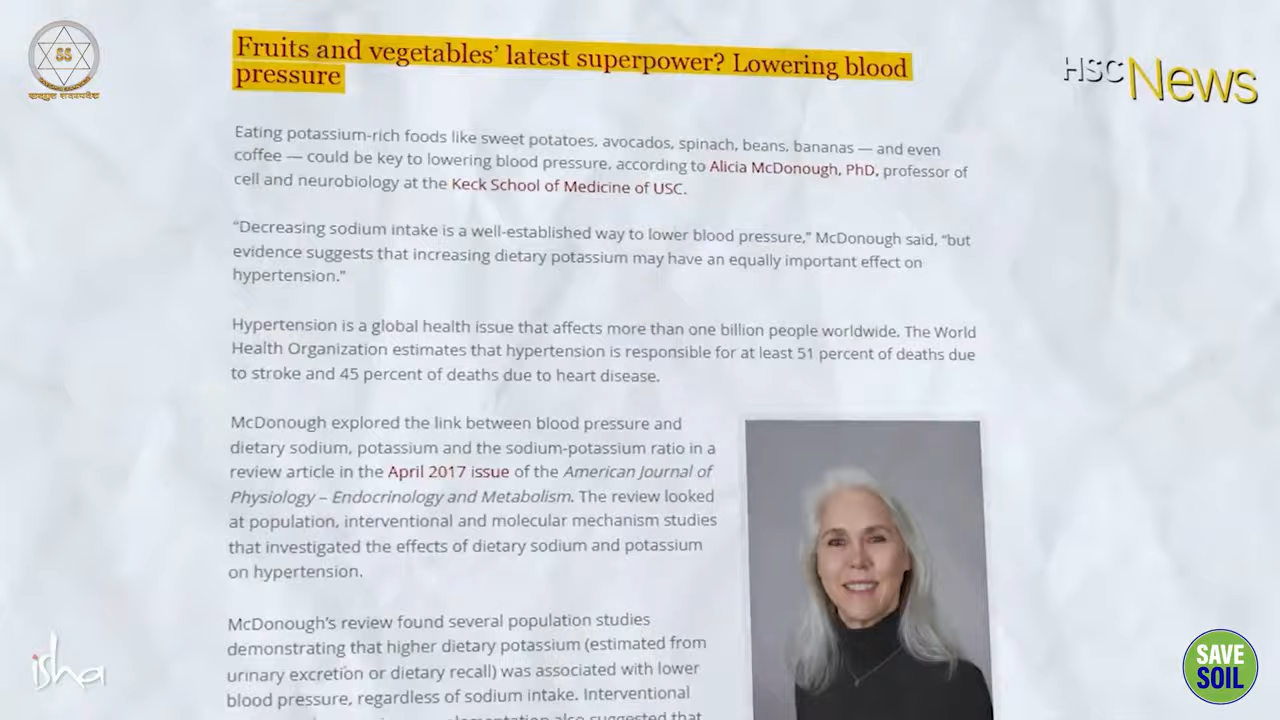 SS
HSC News
Fruits and vegetables’ latest superpower? Lowering blood
pressure
Eating potassium-rich foods like sweet potatoes, avocados, spinach, beans, bananas — and even
coffee — could be key to lowering blood pressure, according to Alicia McDonough, PhD, professor of
cell and neurobiology at the Keck School of Medicine of USC.
“Decreasing sodium intake is a well-established way to lower blood pressure,” McDonough said, “but
evidence suggests that increasing dietary potassium may have an equally important effect on
hypertension.”
Hypertension is a global health issue that affects more than one billion people worldwide. The World
Health Organization estimates that hypertension is responsible for at least 51 percent of deaths due
to stroke and 45 percent of deaths due to heart disease.
McDonough explored the link between blood pressure and
dietary sodium, potassium and the sodium-potassium ratio in a
review article in the April 2017 issue of the American Journal of
Physiology – Endocrinology and Metabolism. The review looked
at population, interventional and molecular mechanism studies
that investigated the effects of dietary sodium and potassium
on hypertension.
McDonough’s review found several population studies
demonstrating that higher dietary potassium (estimated from
urinary excretion or dietary recall) was associated with lower
blood pressure, regardless of sodium intake. Interventional
also suggested that
isha
SAVE
SOIL